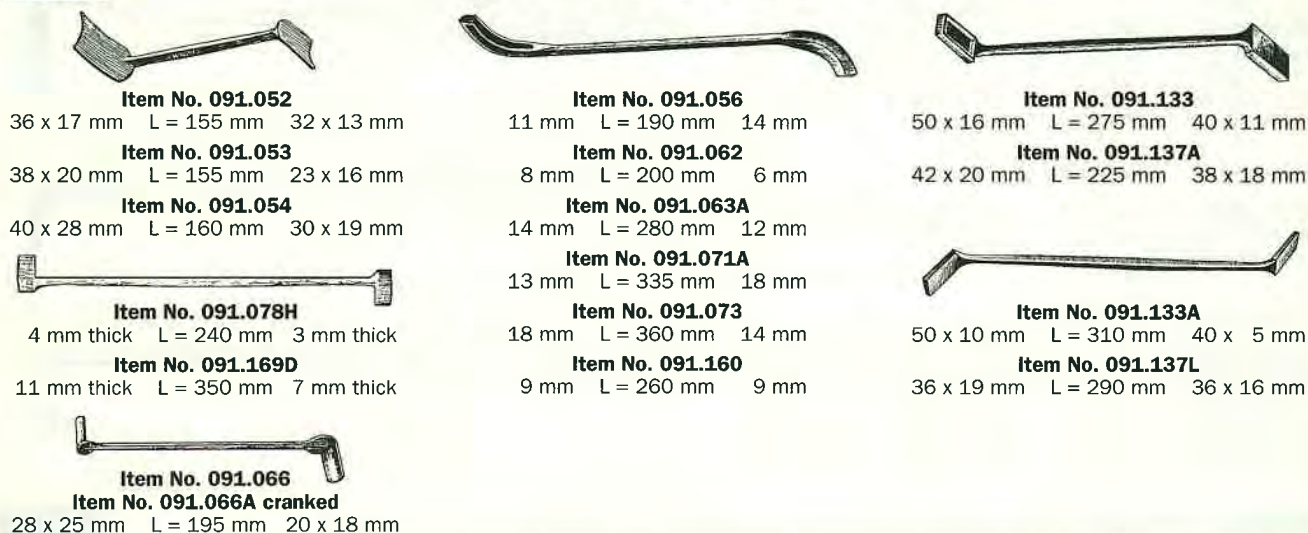 Item No. 091.052
36 x 17 mm L = 155 mm 32 x 13 mm
Item No. 091.053
38 x 20 mm L = 155 mm 23 x 16 mm
Item No. 091.054
40 x 28 mm L = 160 mm 30 x 19 mm
Item No. 091.078H
4 mm thick L = 240 mm 3 mm thick
Item No. 091.169D
11 mm thick L = 350 mm 7 mm thick
Item No. 091.066
Item No. 091.066A cranked
28 x 25 mm L = 195 mm 20 x 18 mm
Item No. 091.056
11 mm L = 190 mm 14 mm
Item No. 091.062
8 mm L = 200 mm 6 mm
Item No. 091.063A
14 mm L = 280 mm 12 mm
Item No. 091.071A
13 mm L = 335 mm 18 mm
Item No. 091.073
18 mm L = 360 mm 14 mm
Item No. 091.160
9 mm L = 260 mm 9 mm
Item No. 091.133
50 x 16 mm L = 275 mm 40 x 11 mm
Item No. 091.137A
42 x 20 mm L = 225 mm 38 x 18 mm
Item No. 091.133A
50 x 10 mm L = 310 mm 40 x 5 mm
Item No. 091.137L
36 x 19 mm L = 290 mm 36 x 16 mm